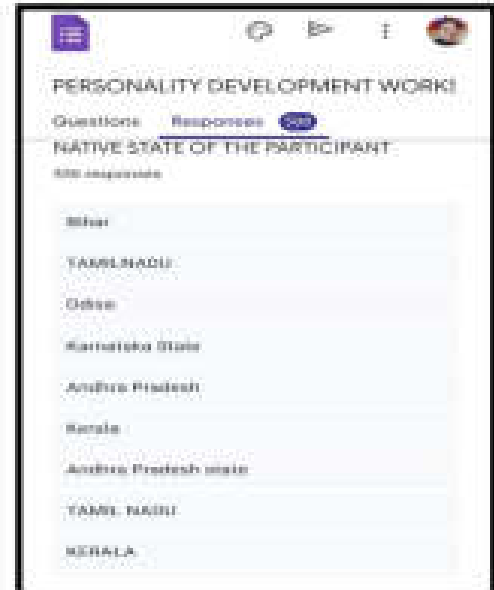 PERSONALITY DEVELOPMENT WORKS
Questions Responses
NATIVE STATE OF THE PARTICIPANT
responses
Bihar
TAMILNADU
Odisa
Karnataka State
Andhra Pradesh
Kerala
Andhra Pradesh state
TAMIL NADU
KERALA